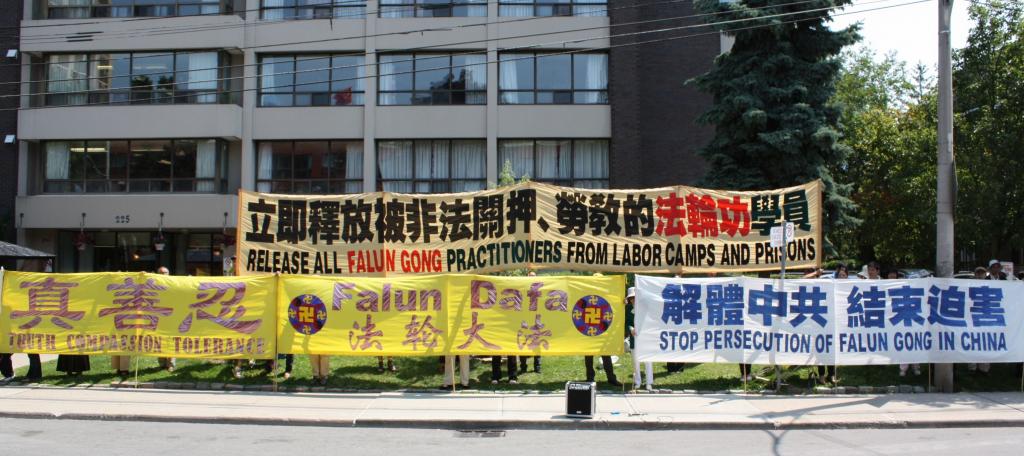 225
立即釋放被非法關押、勞教的法輪功學員
RELEASE ALL FALUN GONG PRACTITIONERS FROM LABOR CAMPS AND PRISONS
真善忍
TRUTH COMPASSION TOLERANCE
Falun Dafa
法輪大法
解體中共 結束迫害
STOP PERSECUTION OF FALUN GONG IN CHINA